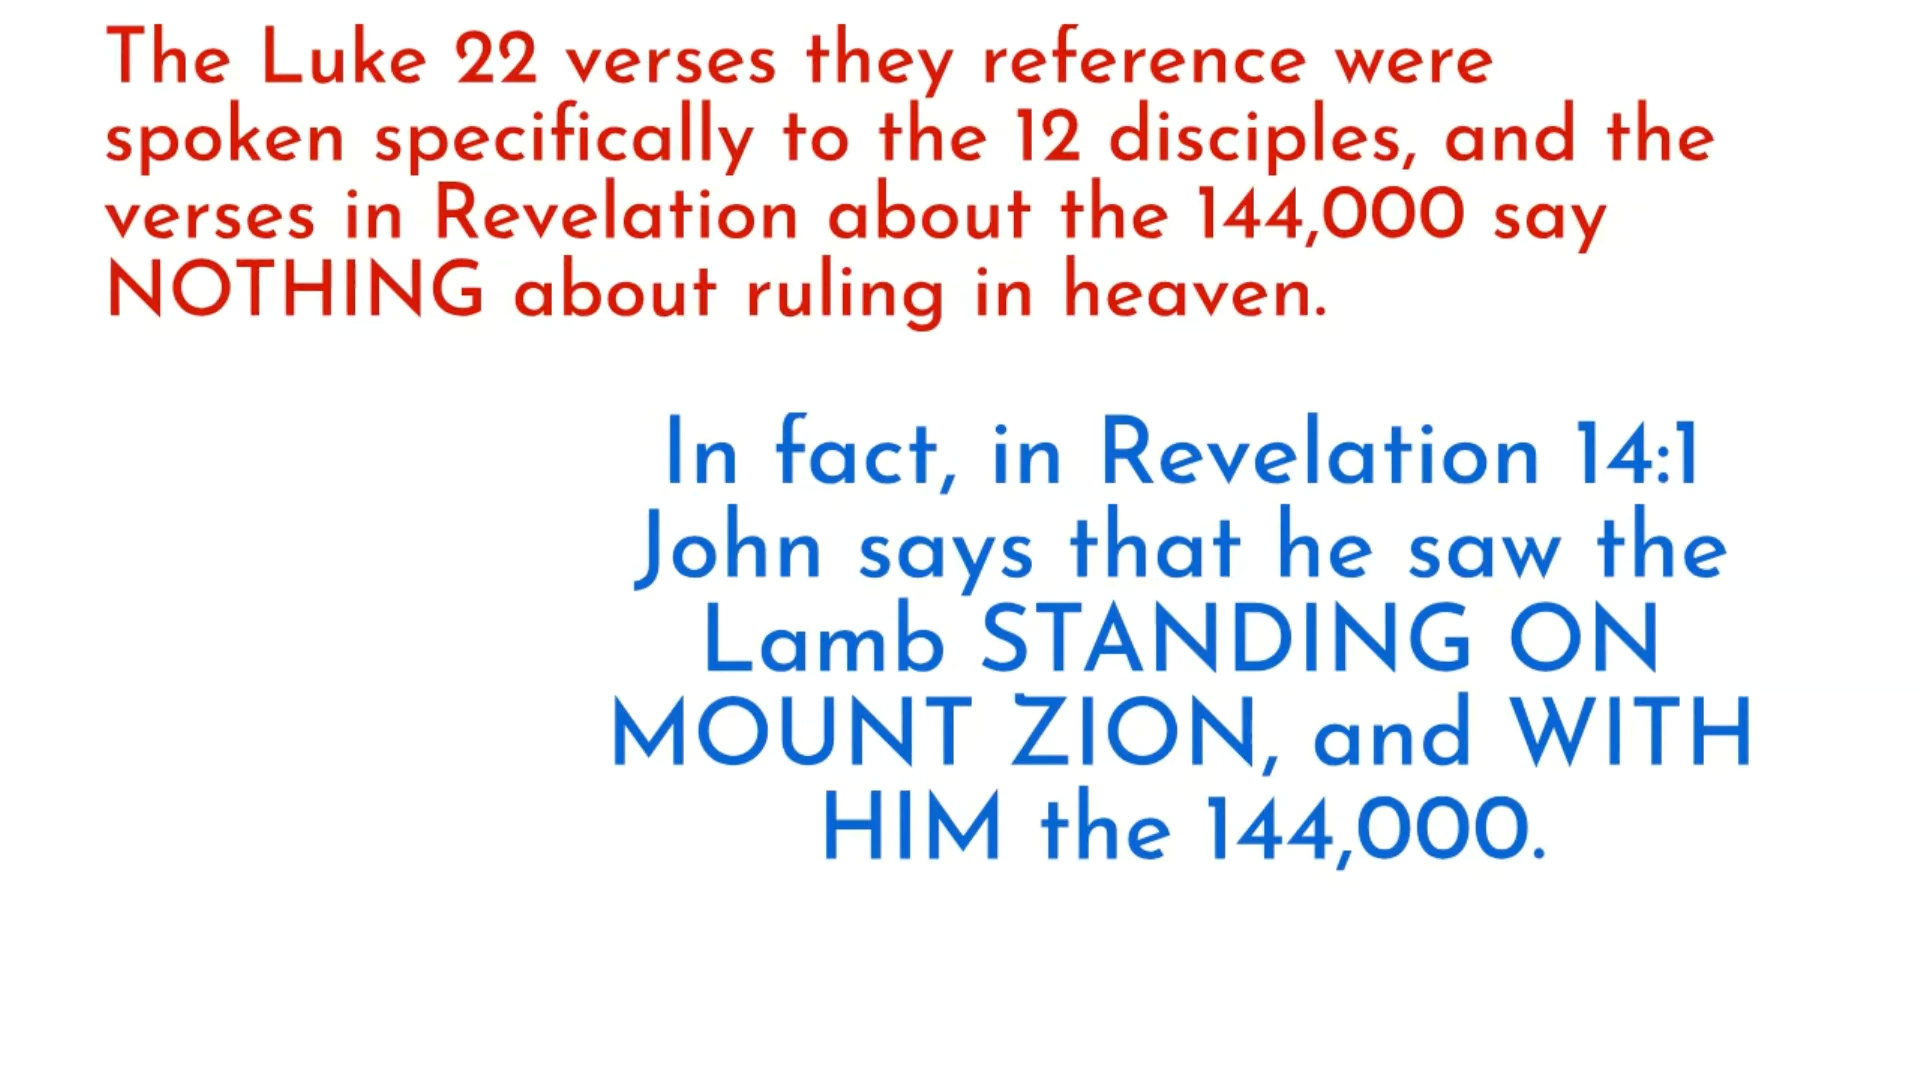 The Luke 22 verses they reference were
spoken specifically to the 12 disciples, and the
verses in Revelation about the 144,000 say
NOTHING about ruling in heaven.
In fact, in Revelation 14:1
John says that he saw the
Lamb STANDING ON
MOUNT ZION, and WITH
HIM the 144,000.